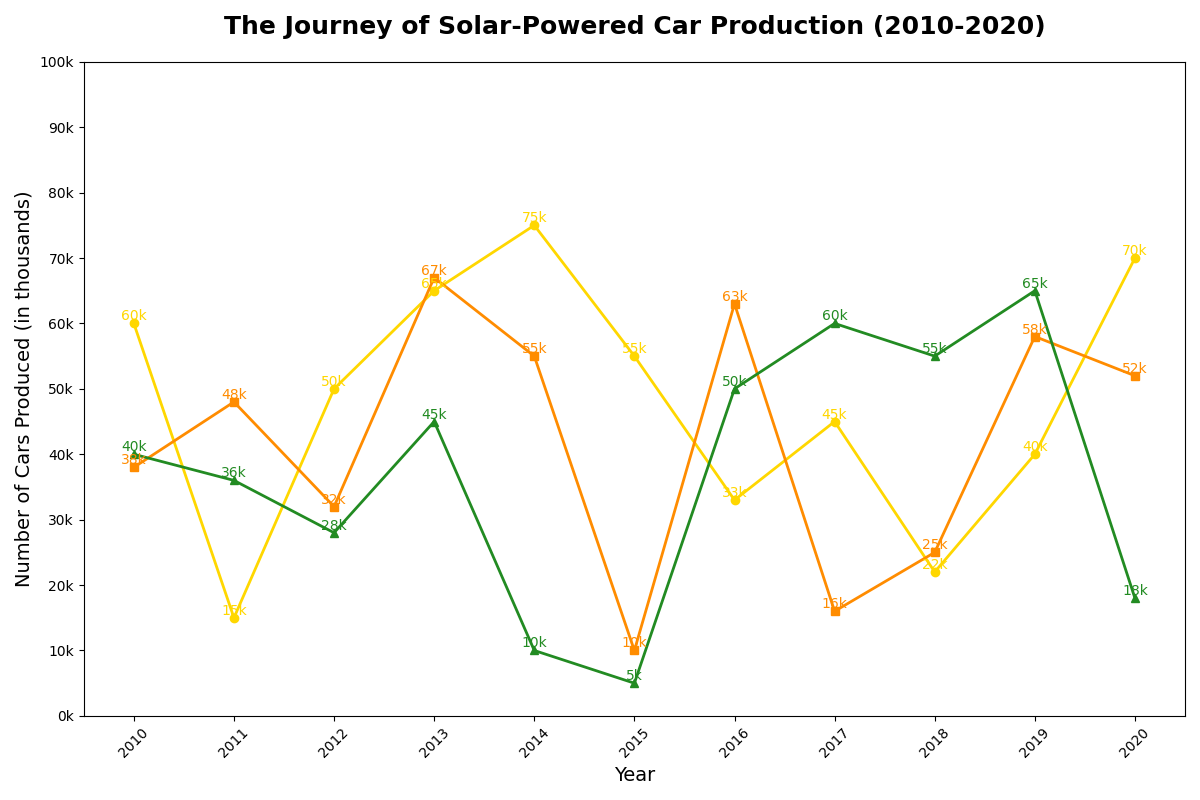 The Journey of Solar-Powered Car Production (2010-2020)
Number of Cars Produced (in thousands)
100k
90k
80k
70k
60k
50k
40k
30k
20k
10k
0k
60k
15k
50k
65k
75k
55k
33k
45k
22k
40k
70k
38k
48k
32k
67k
55k
10k
63k
16k
25k
58k
52k
40k
36k
28k
45k
10k
5k
50k
60k
55k
65k
18k
2010
2011
2012
2013
2014
2015
2016
2017
2018
2019
2020
Year